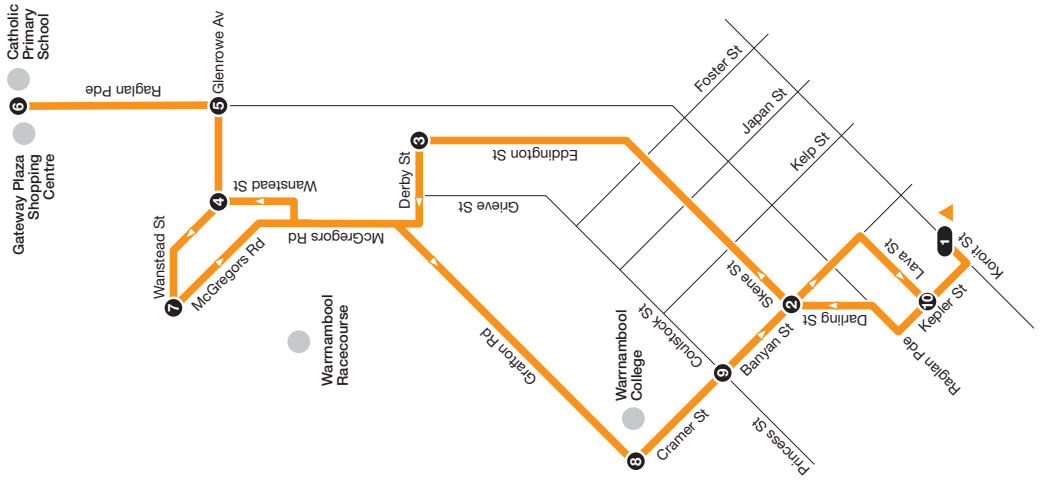 Catholic
Primary
School
6
Gateway Plaza
Shopping
Centre
Raglan Pde
5
Glenrowe Av
4
Wanstead St
Wanstead St
7
McGregors Rd
McGregors Rd
3
Derby St
Grieve St
Eddington St
Warrnambool
Racecourse
Grafton Rd
Warrnambool
College
8
Cramer St
9
Coulstock St
Princess St
Banyan St
2
Skene St
Foster St
Japan St
Kelp St
Darling St
Raglan Pde
Lava St
10
Kepler St
1
Koroit St